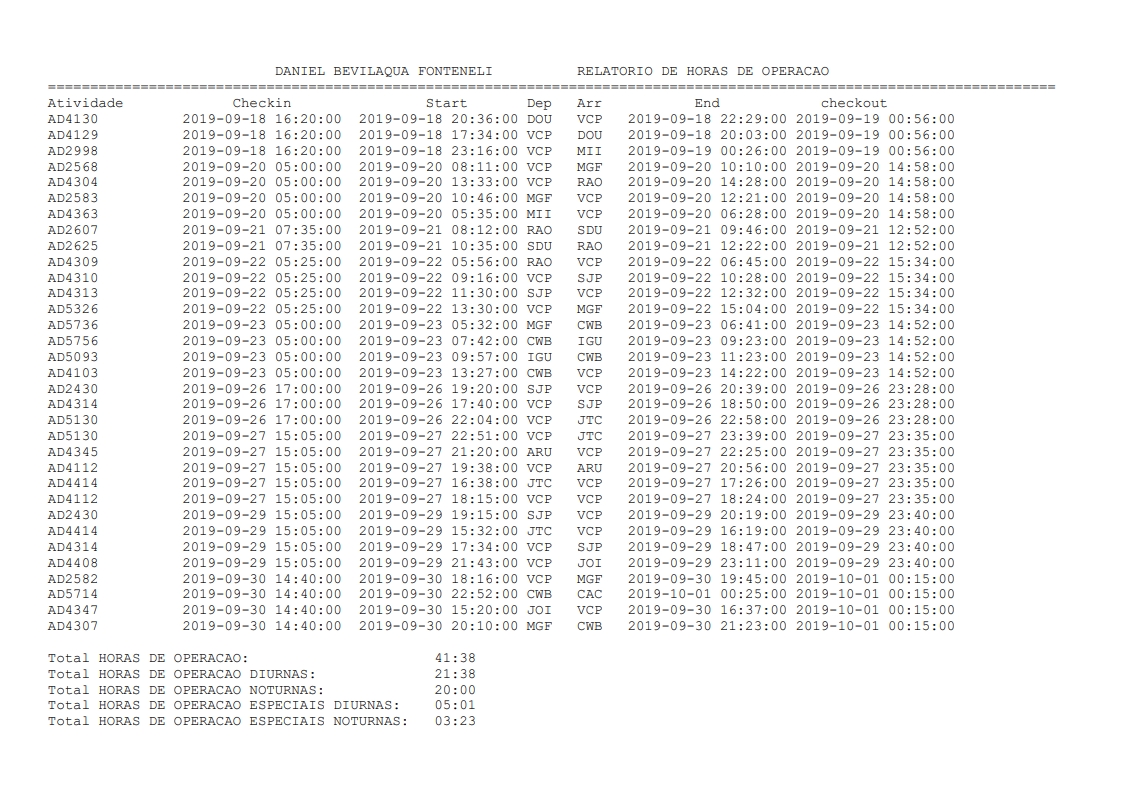 DANIEL BEVILAQUA FONTENELI RELATORIO DE HORAS DE OPERACAO
========================================================================================================================
Atividade Checkin Start Dep Arr End checkout
AD4130 2019-09-18 16:20:00 2019-09-18 20:36:00 DOU VCP 2019-09-18 22:29:00 2019-09-19 00:56:00
AD4129 2019-09-18 16:20:00 2019-09-18 17:34:00 VCP DOU 2019-09-18 20:03:00 2019-09-19 00:56:00
AD2998 2019-09-18 16:20:00 2019-09-18 23:16:00 VCP MII 2019-09-19 00:26:00 2019-09-19 00:56:00
AD2568 2019-09-20 05:00:00 2019-09-20 08:11:00 VCP MGF 2019-09-20 10:10:00 2019-09-20 14:58:00
AD4304 2019-09-20 05:00:00 2019-09-20 13:33:00 VCP RAO 2019-09-20 14:28:00 2019-09-20 14:58:00
AD2583 2019-09-20 05:00:00 2019-09-20 10:46:00 MGF VCP 2019-09-20 12:21:00 2019-09-20 14:58:00
AD4363 2019-09-20 05:00:00 2019-09-20 05:35:00 MII VCP 2019-09-20 06:28:00 2019-09-20 14:58:00
AD2607 2019-09-21 07:35:00 2019-09-21 08:12:00 RAO SDU 2019-09-21 09:46:00 2019-09-21 12:52:00
AD2625 2019-09-21 07:35:00 2019-09-21 10:35:00 SDU RAO 2019-09-21 12:22:00 2019-09-21 12:52:00
AD4309 2019-09-22 05:25:00 2019-09-22 05:56:00 RAO VCP 2019-09-22 06:45:00 2019-09-22 15:34:00
AD4310 2019-09-22 05:25:00 2019-09-22 09:16:00 VCP SJP 2019-09-22 10:28:00 2019-09-22 15:34:00
AD4313 2019-09-22 05:25:00 2019-09-22 11:30:00 SJP VCP 2019-09-22 12:32:00 2019-09-22 15:34:00
AD5326 2019-09-22 05:25:00 2019-09-22 13:30:00 VCP MGF 2019-09-22 15:04:00 2019-09-22 15:34:00
AD5736 2019-09-23 05:00:00 2019-09-23 05:32:00 MGF CWB 2019-09-23 06:41:00 2019-09-23 14:52:00
AD5756 2019-09-23 05:00:00 2019-09-23 07:42:00 CWB IGU 2019-09-23 09:23:00 2019-09-23 14:52:00
AD5093 2019-09-23 05:00:00 2019-09-23 09:57:00 IGU CWB 2019-09-23 11:23:00 2019-09-23 14:52:00
AD4103 2019-09-23 05:00:00 2019-09-23 13:27:00 CWB VCP 2019-09-23 14:22:00 2019-09-23 14:52:00
AD2430 2019-09-26 17:00:00 2019-09-26 19:20:00 SJP VCP 2019-09-26 20:39:00 2019-09-26 23:28:00
AD4314 2019-09-26 17:00:00 2019-09-26 17:40:00 VCP SJP 2019-09-26 18:50:00 2019-09-26 23:28:00
AD5130 2019-09-26 17:00:00 2019-09-26 22:04:00 VCP JTC 2019-09-26 22:58:00 2019-09-26 23:28:00
AD5130 2019-09-27 15:05:00 2019-09-27 22:51:00 VCP JTC 2019-09-27 23:39:00 2019-09-27 23:35:00
AD4345 2019-09-27 15:05:00 2019-09-27 21:20:00 ARU VCP 2019-09-27 22:25:00 2019-09-27 23:35:00
AD4112 2019-09-27 15:05:00 2019-09-27 19:38:00 VCP ARU 2019-09-27 20:56:00 2019-09-27 23:35:00
AD4414 2019-09-27 15:05:00 2019-09-27 16:38:00 JTC VCP 2019-09-27 17:26:00 2019-09-27 23:35:00
AD4112 2019-09-27 15:05:00 2019-09-27 18:15:00 VCP VCP 2019-09-27 18:24:00 2019-09-27 23:35:00
AD2430 2019-09-29 15:05:00 2019-09-29 19:15:00 SJP VCP 2019-09-29 20:19:00 2019-09-29 23:40:00
AD4414 2019-09-29 15:05:00 2019-09-29 15:32:00 JTC VCP 2019-09-29 16:19:00 2019-09-29 23:40:00
AD4314 2019-09-29 15:05:00 2019-09-29 17:34:00 VCP SJP 2019-09-29 18:47:00 2019-09-29 23:40:00
AD4408 2019-09-29 15:05:00 2019-09-29 21:43:00 VCP JOI 2019-09-29 23:11:00 2019-09-29 23:40:00
AD2582 2019-09-30 14:40:00 2019-09-30 18:16:00 VCP MGF 2019-09-30 19:45:00 2019-10-01 00:15:00
AD5714 2019-09-30 14:40:00 2019-09-30 22:52:00 CWB CAC 2019-10-01 00:25:00 2019-10-01 00:15:00
AD4347 2019-09-30 14:40:00 2019-09-30 15:20:00 JOI VCP 2019-09-30 16:37:00 2019-10-01 00:15:00
AD4307 2019-09-30 14:40:00 2019-09-30 20:10:00 MGF CWB 2019-09-30 21:23:00 2019-10-01 00:15:00
Total HORAS DE OPERACAO: 41:38
Total HORAS DE OPERACAO DIURNAS: 21:38
Total HORAS DE OPERACAO NOTURNAS: 20:00
Total HORAS DE OPERACAO ESPECIAIS DIURNAS: 05:01
Total HORAS DE OPERACAO ESPECIAIS NOTURNAS: 03:23